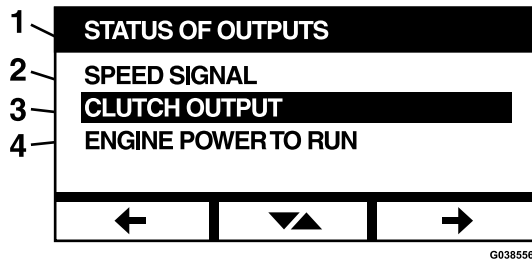 1 STATUS OF OUTPUTS
2 SPEED SIGNAL
3 CLUTCH OUTPUT
4 ENGINE POWER TO RUN
G038556